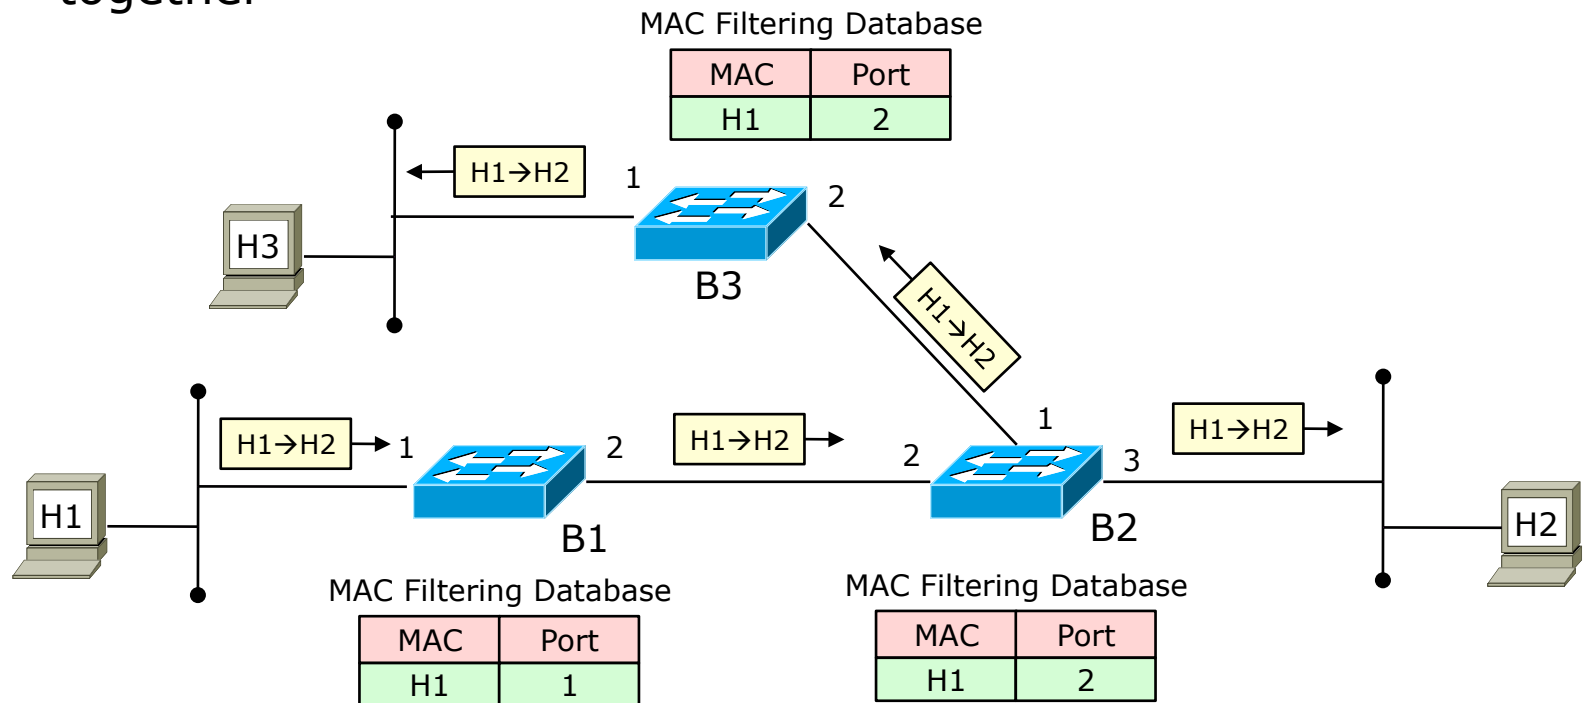 together
MAC Filtering Database
MAC Port
H1 2
H1→H2
1
2
H3
B3
H1→H2
H1→H2
1
H1→H2
2
2
1
H1→H2
3
H1
B1
B2
H2
MAC Filtering Database
MAC Port
H1 1
MAC Filtering Database
MAC Port
H1 2